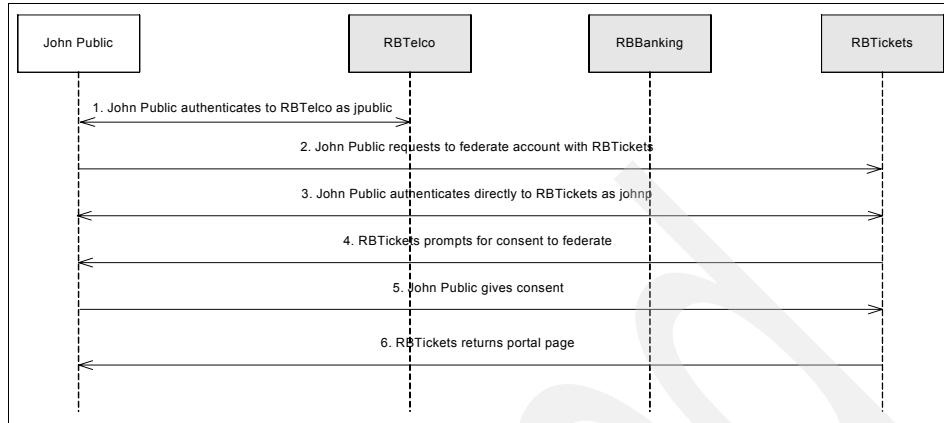 John Public
RBTelco
RBBanking
RBTickets
1. John Public authenticates to RBTelco as jpublic
2. John Public requests to federate account with RBTickets
3. John Public authenticates directly to RBTickets as johnp
4. RBTickets prompts for consent to federate
5. John Public gives consent
6. RBTickets returns portal page